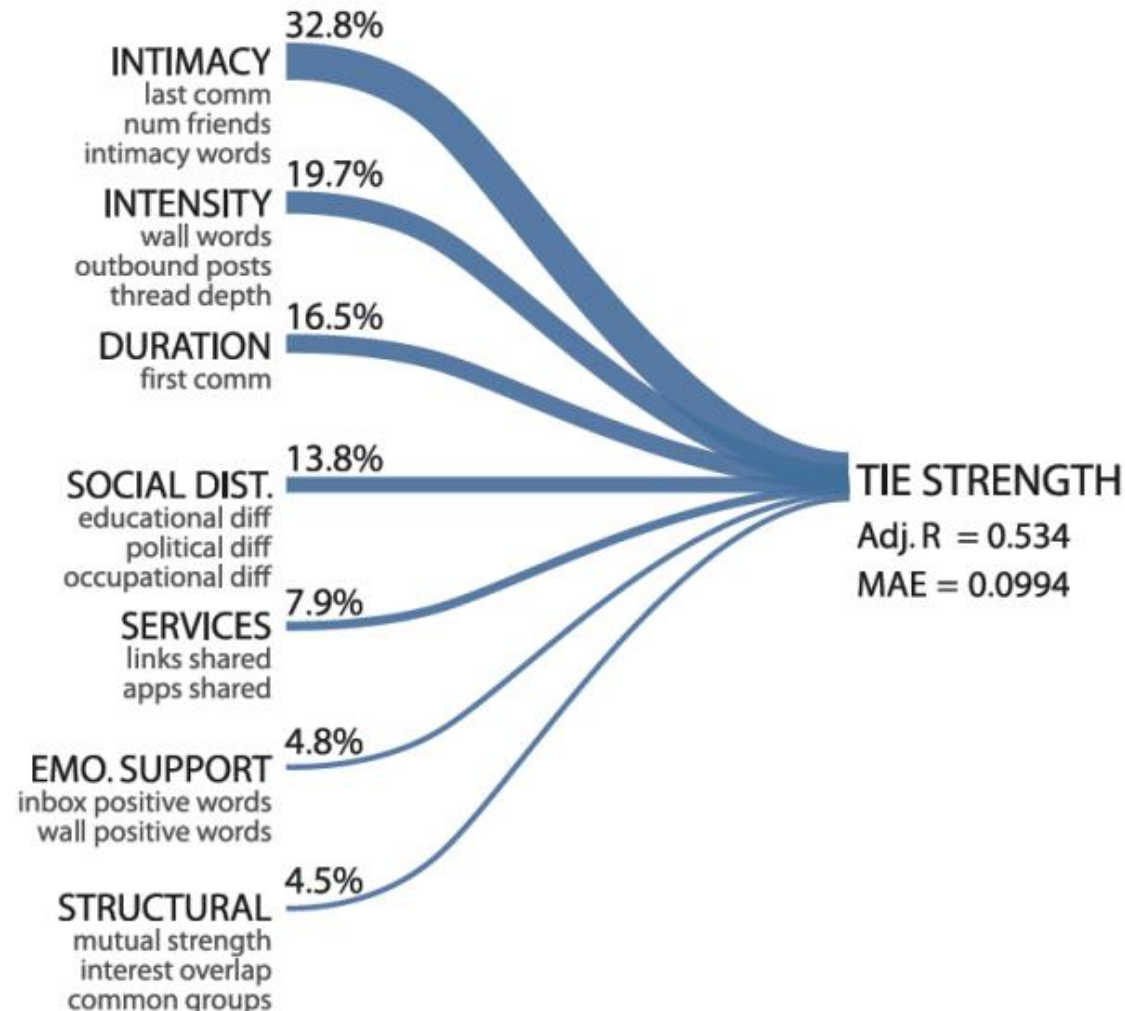 32.8%
INTIMACY
last comm
num friends
intimacy words
19.7%
INTENSITY
wall words
outbound posts
thread depth
16.5%
DURATION
first comm
13.8%
SOCIAL DIST.
educational diff
political diff
occupational diff
7.9%
SERVICES
links shared
apps shared
4.8%
EMO. SUPPORT
inbox positive words
wall positive words
4.5%
STRUCTURAL
mutual strength
interest overlap
common groups
TIE STRENGTH
Adj. R = 0.534
MAE = 0.0994